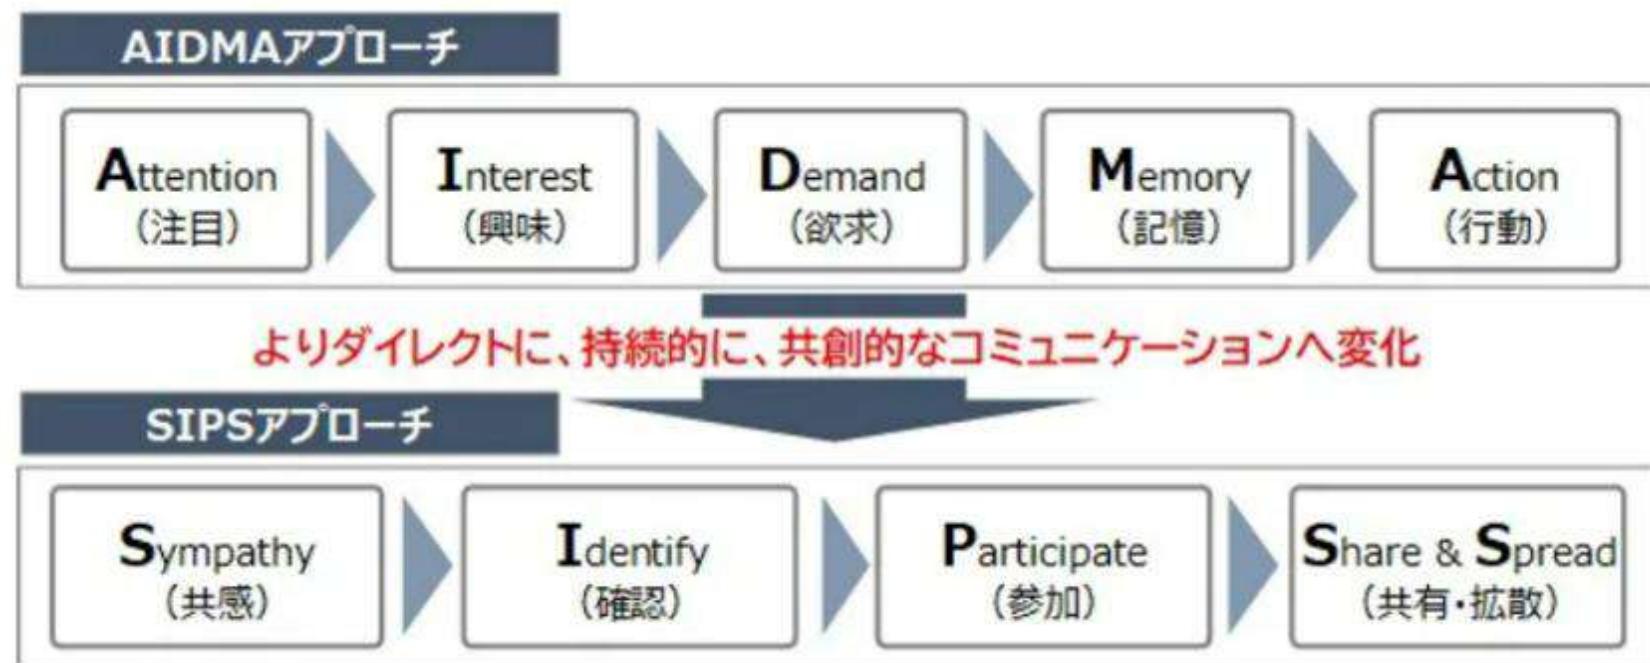 AIDMAアプローチ
Attention
(注目)
Interest
(興味)
Demand
(欲求)
Memory
(記憶)
Action
(行動)
よりダイレクトに、持続的に、共創的なコミュニケーションへ変化
SIPSアプローチ
Sympathy
(共感)
Identify
(確認)
Participate
(参加)
Share & Spread
(共有・拡散)